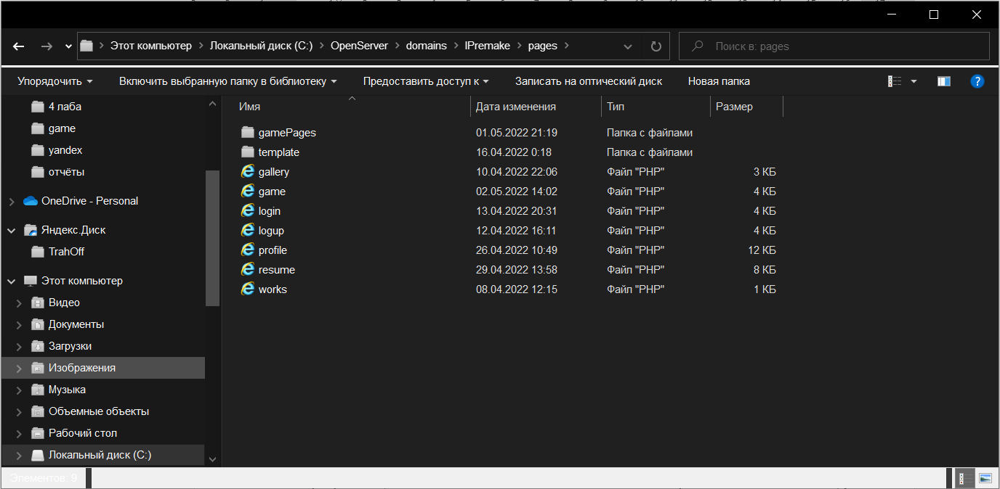 Этот компьютер Локальный диск (C:) OpenServer domains IPremake pages
Поиск в: pages
Упорядочить Включить выбранную папку в библиотеку Предоставить доступ к Записать на оптический диск Новая папка
?
4 лаба
game
yandex
отчёты
OneDrive - Personal
Яндекс.Диск
TrahOff
Этот компьютер
Видео
Документы
Загрузки
Изображения
Музыка
Объемные объекты
Рабочий стол
Локальный диск (C:)
Имя Дата изменения Тип Размер
gamePages 01.05.2022 21:19 Папка с файлами
template 16.04.2022 0:18 Папка с файлами
gallery 10.04.2022 22:06 Файл "PHP" 3 КБ
game 02.05.2022 14:02 Файл "PHP" 4 КБ
login 13.04.2022 20:31 Файл "PHP" 4 КБ
logup 12.04.2022 16:11 Файл "PHP" 4 КБ
profile 26.04.2022 10:49 Файл "PHP" 12 КБ
resume 29.04.2022 13:58 Файл "PHP" 8 КБ
works 08.04.2022 12:15 Файл "PHP" 1 КБ
Элементов: 9